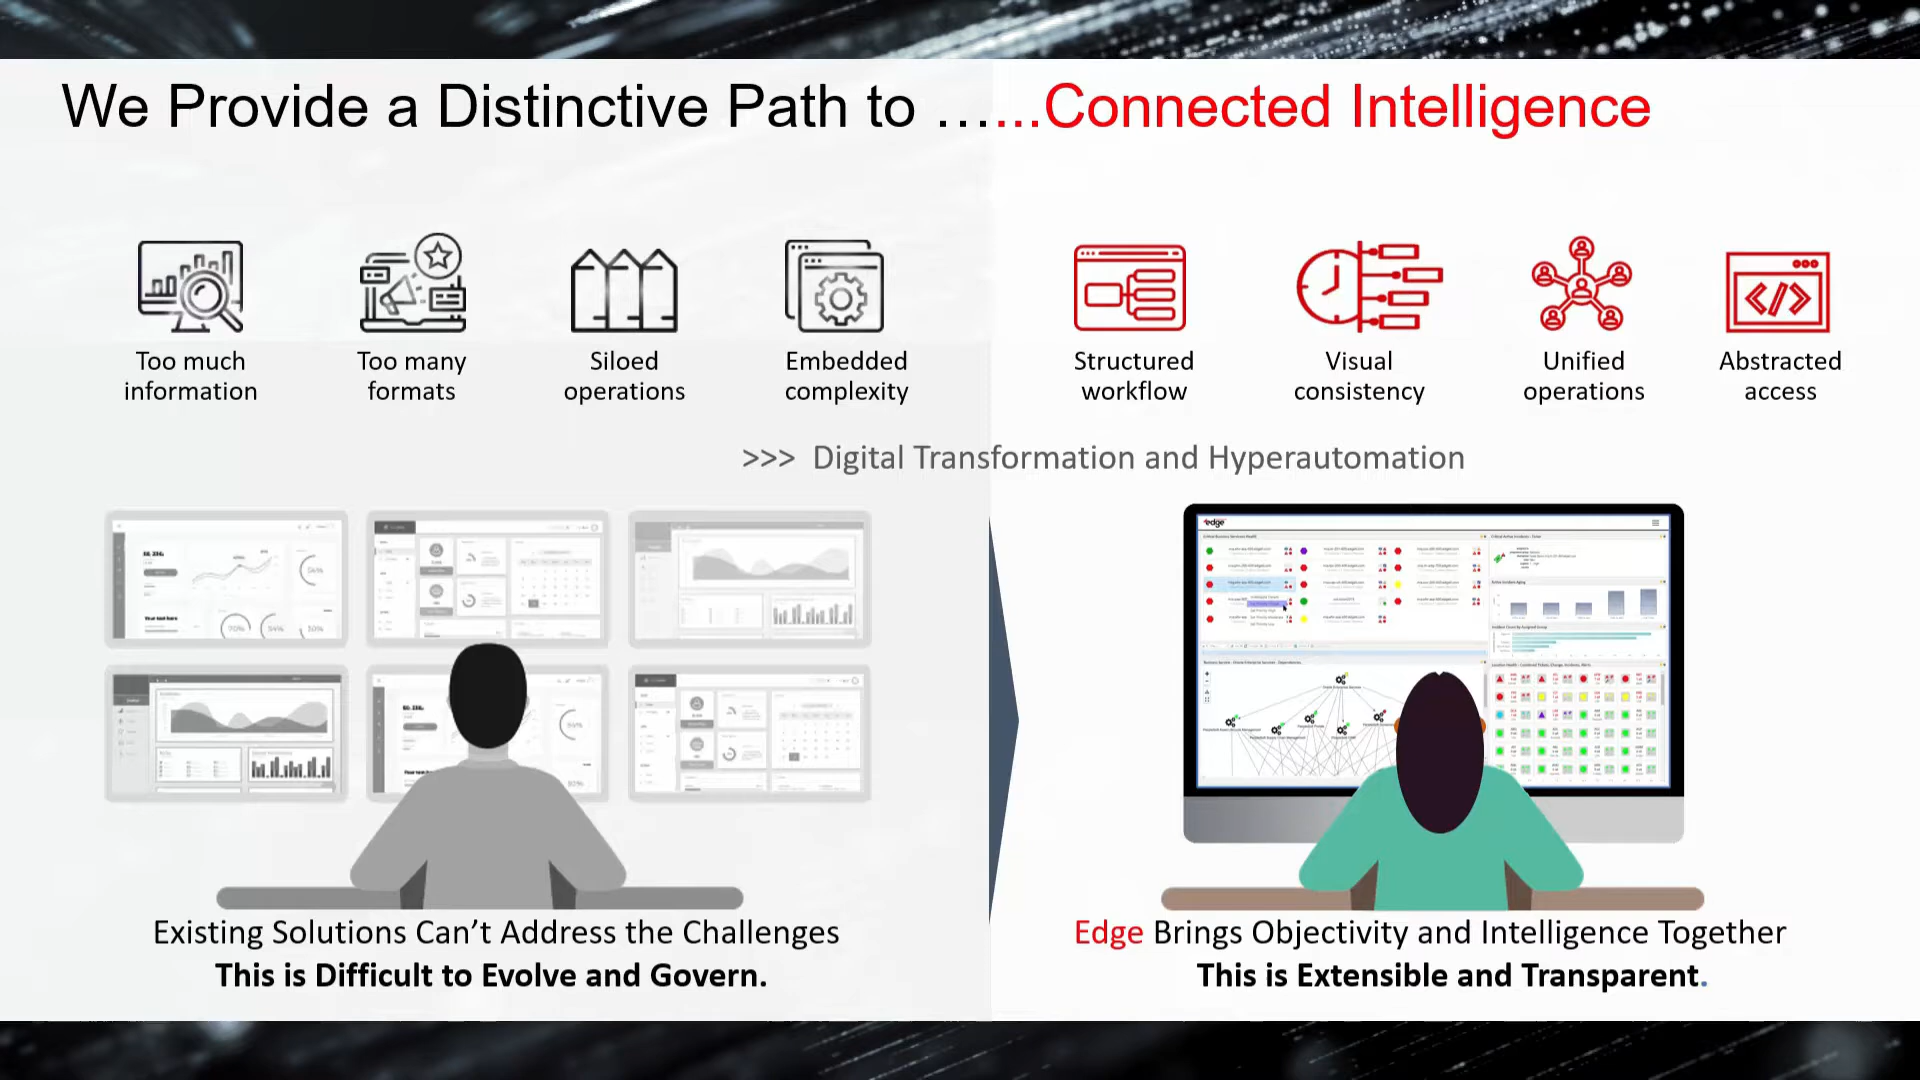 We Provide a Distinctive Path to …...Connected Intelligence
Too much
information
Too many
formats
Siloed
operations
Embedded
complexity
Structured
workflow
Visual
consistency
Unified
operations
Abstracted
access
>>> Digital Transformation and Hyperautomation
edge
Existing Solutions Can't Address the Challenges
This is Difficult to Evolve and Govern.
Edge Brings Objectivity and Intelligence Together
This is Extensible and Transparent.